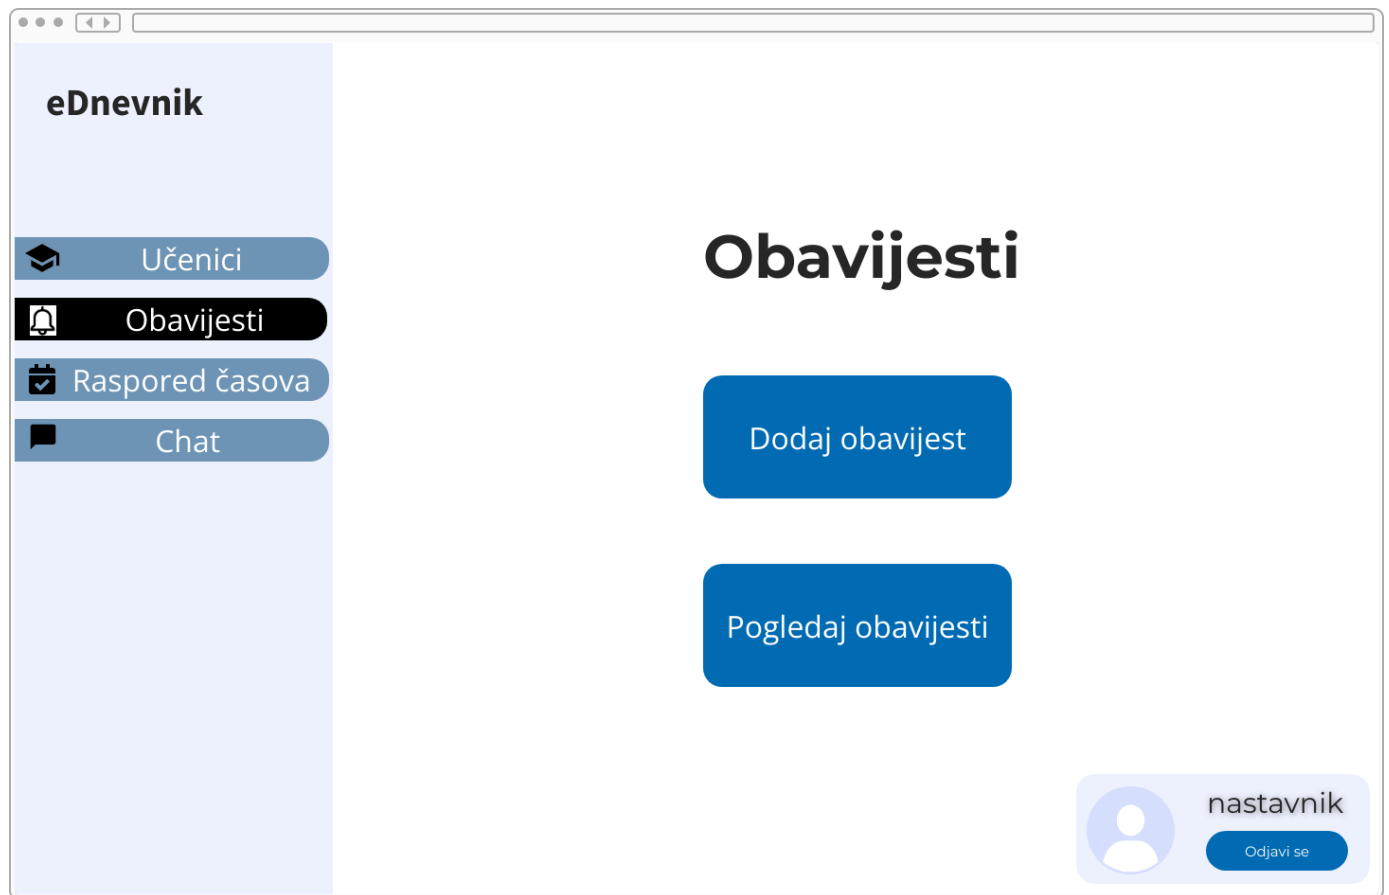 eDnevnik
Učenici
Obavijesti
Raspored časova
Chat
Obavijesti
Dodaj obavijest
Pogledaj obavijesti
nastavnik
Odjavi se